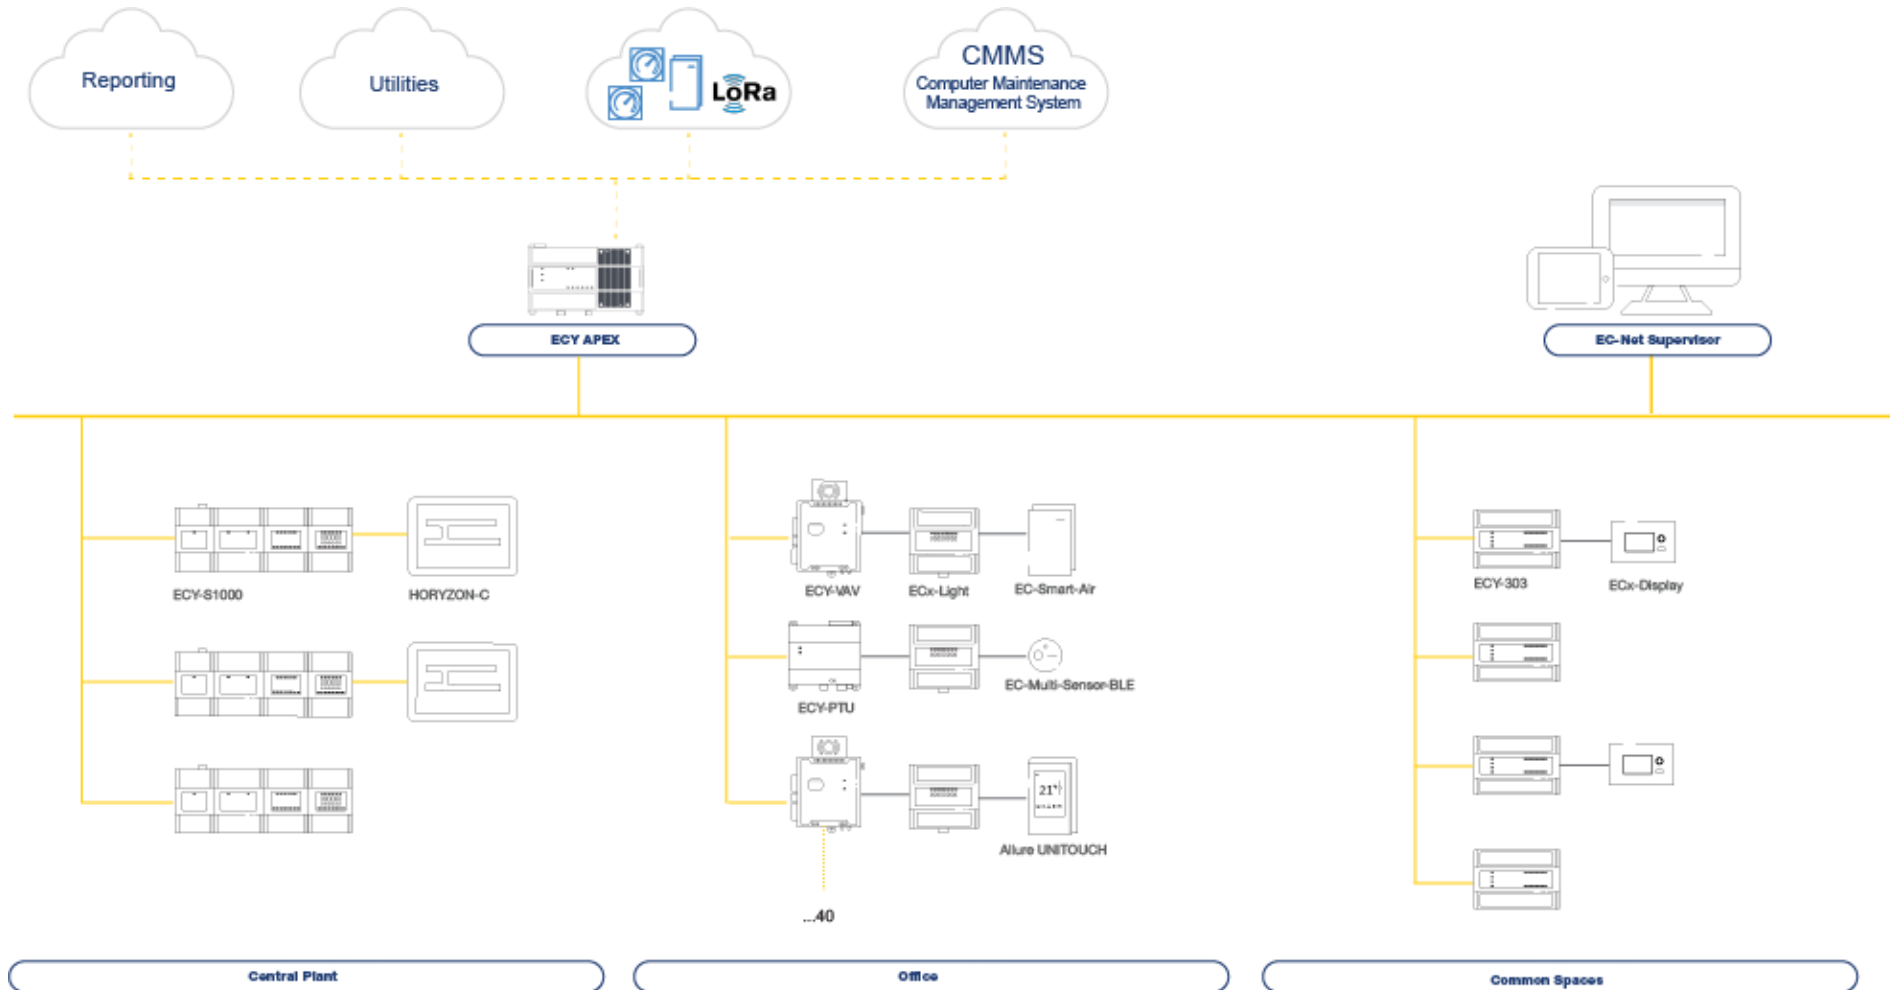 Reporting
Utilities
LoRa
CMMS
Computer Maintenance
Management System
ECY APEX
EC-Net Supervisor
ECY-S1000
HORYZON-C
ECY-VAV
ECx-Light
EC-Smart-Air
ECY-303
ECx-Display
ECY-PTU
EC-Multi-Sensor-BLE
21°
Allure UNITOUCH
...40
Central Plant
Office
Common Spaces